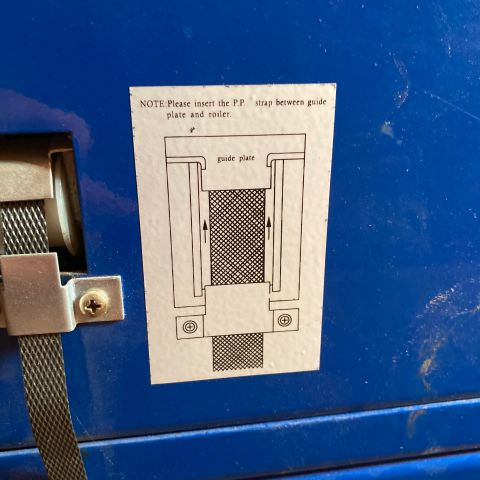 NOTE:Please insert the P.P. strap between guide
plate and roiler.
guide plate